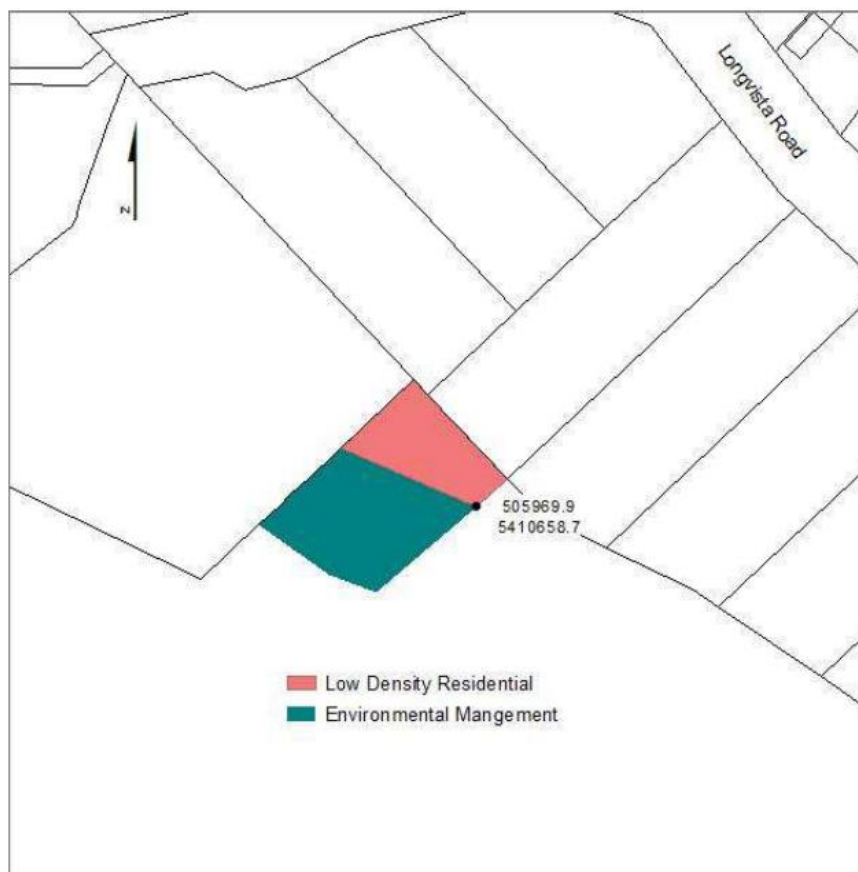 Longvista Road
N
505969.9
5410658.7
Low Density Residential
Environmental Mangement